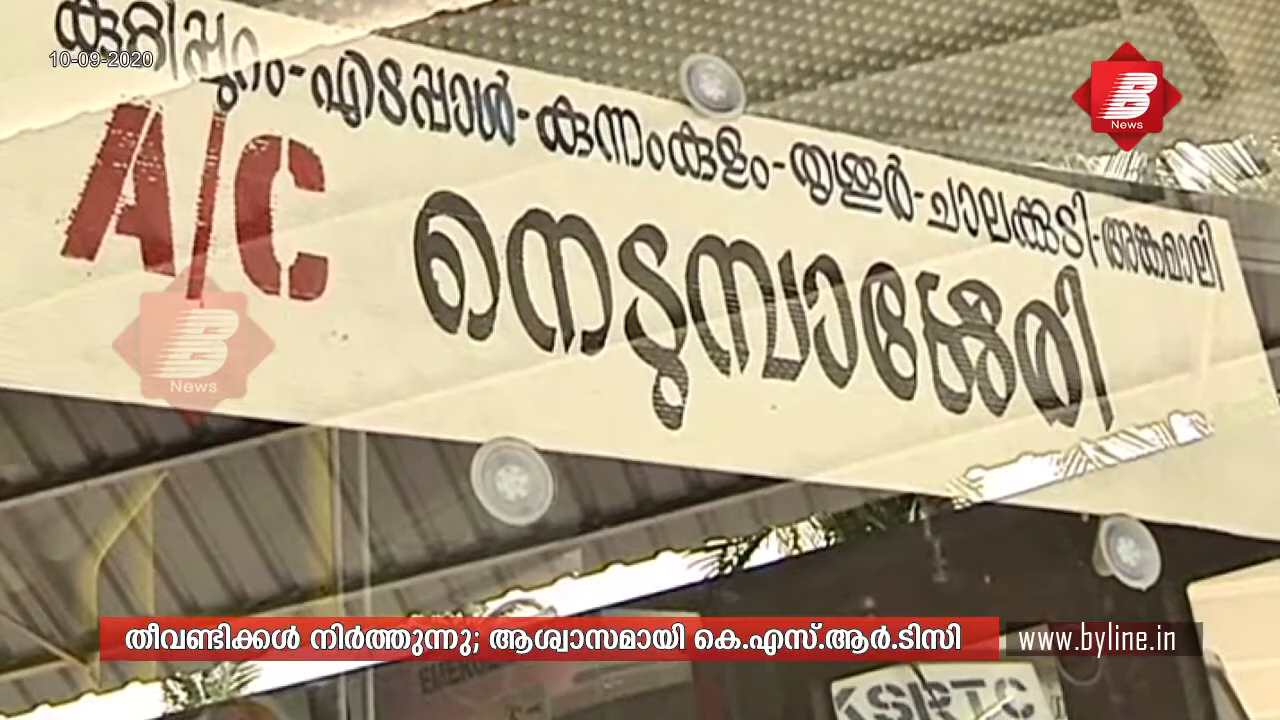 കുറ്റിപ്പുറം-എടപ്പാൾ-കുന്നംകുളം-തൃശ്ശൂർ-ചാലക്കുടി-അങ്കമാലി
10-09-2020
B
News
A/C
നെടുമ്പാശ്ശേരി
B
News
തീവണ്ടിക്കൾ നിർത്തുന്നു; ആശ്വാസമായി കെ.എസ്.ആർ.ടിസി
www.byline.in
KSRTC